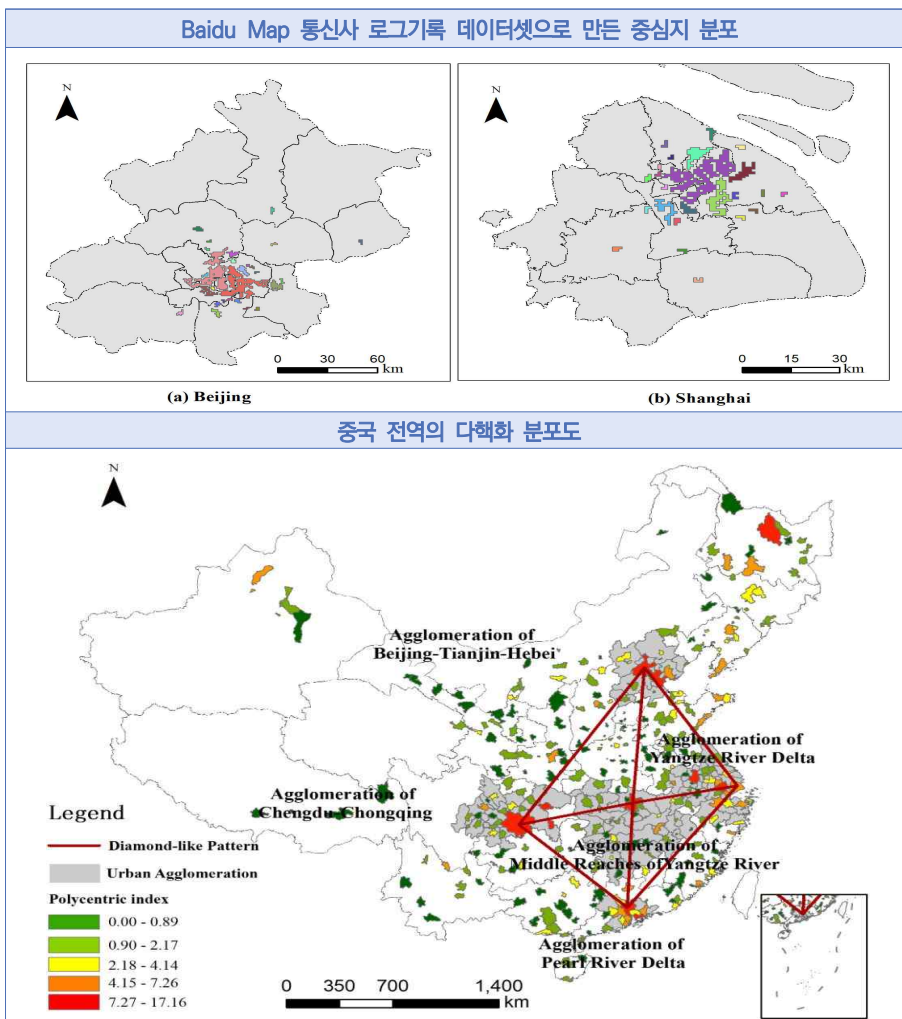 Baidu Map 통신사 로그기록 데이터셋으로 만든 중심지 분포
N
N
0 30 60
km
0 15 30
km
(a) Beijing
(b) Shanghai
중국 전역의 다핵화 분포도
N
Agglomeration of
Beijing-Tianjin-Hebei
Agglomeration of
Yangtze River Delta
Agglomeration of
Chengdu-Chongqing
Agglomeration of
Middle Reaches of Yangtze River
Agglomeration of
Pearl River Delta
Legend
Diamond-like Pattern
Urban Agglomeration
Polycentric index
0.00 - 0.89
0.90 - 2.17
2.18 - 4.14
4.15 - 7.26
7.27 - 17.16
0 350 700 1,400
km